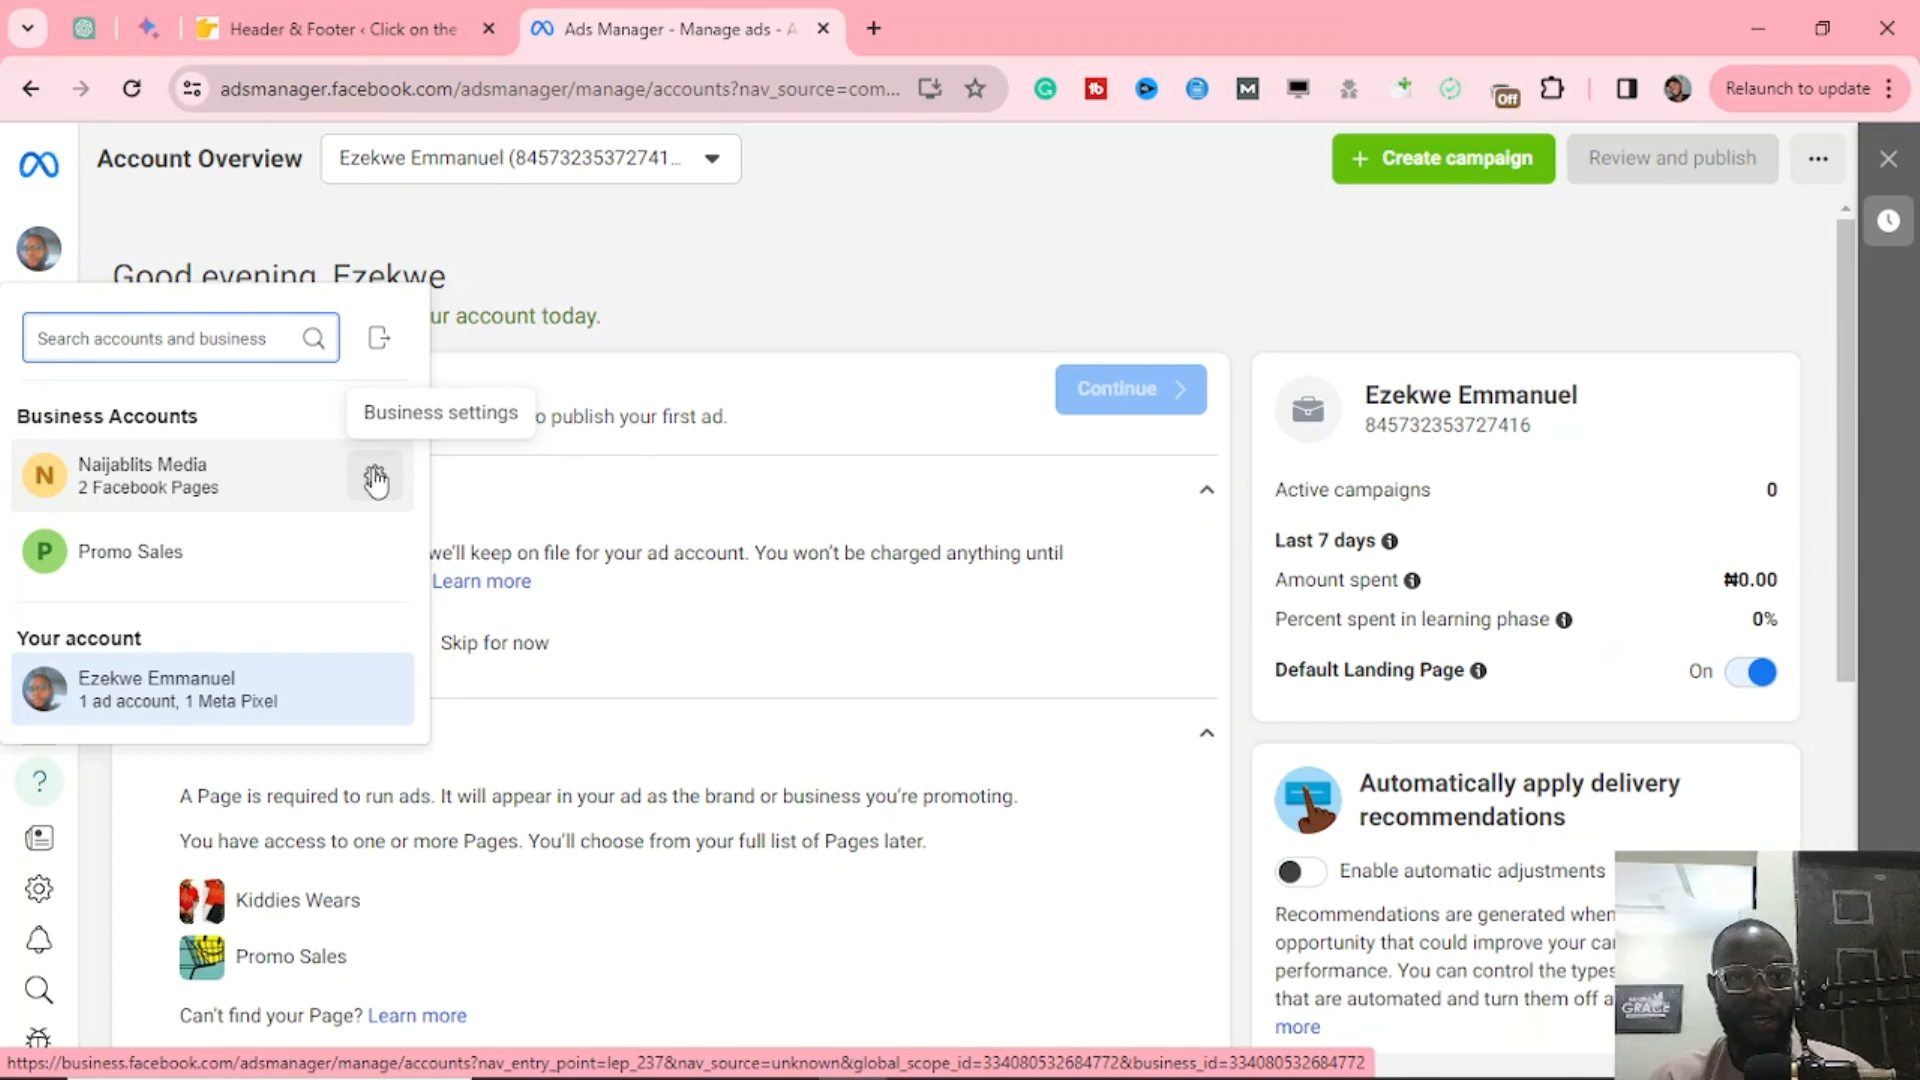 Header & Footer ‹ Click on the
Ads Manager - Manage ads - A
adsmanager.facebook.com/adsmanager/manage/accounts?nav_source=com...
Off
Relaunch to update
Account Overview
Ezekwe Emmanuel (84573235372741...
+ Create campaign
Review and publish
Good evening, Ezekwe
ur account today.
Search accounts and business
Business Accounts
Business settings
o publish your first ad.
Continue
N
Naijablits Media
2 Facebook Pages
P
Promo Sales
we'll keep on file for your ad account. You won't be charged anything until
Learn more
Skip for now
Your account
Ezekwe Emmanuel
1 ad account, 1 Meta Pixel
A Page is required to run ads. It will appear in your ad as the brand or business you're promoting.
You have access to one or more Pages. You'll choose from your full list of Pages later.
Kiddies Wears
Promo Sales
Can't find your Page? Learn more
Ezekwe Emmanuel
845732353727416
Active campaigns 0
Last 7 days
Amount spent ₦0.00
Percent spent in learning phase 0%
Default Landing Page On
Automatically apply delivery
recommendations
Enable automatic adjustments
Recommendations are generated when
opportunity that could improve your ca
performance. You can control the types
that are automated and turn them off a
more
GRACE
https://business.facebook.com/adsmanager/manage/accounts?nav_entry_point=lep_237&nav_source=unknown&global_scope_id=334080532684772&business_id=334080532684772